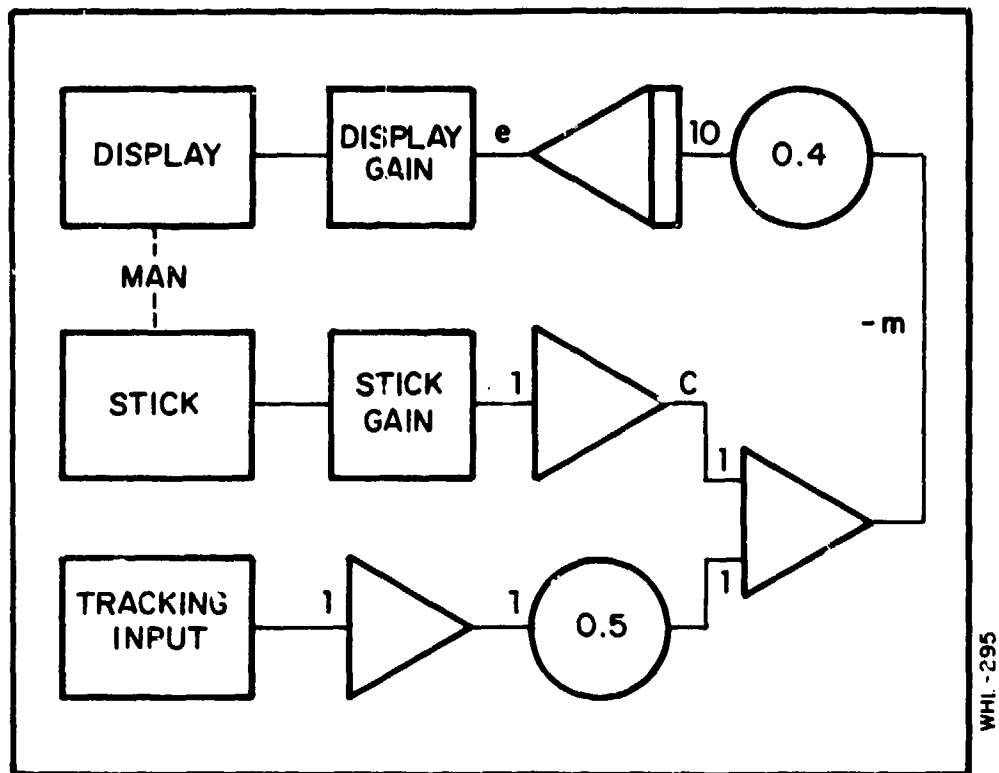 DISPLAY
DISPLAY
GAIN
e
10
0.4
MAN
-m
STICK
STICK
GAIN
1
C
1
TRACKING
INPUT
1
1
0.5
1
WHL-295